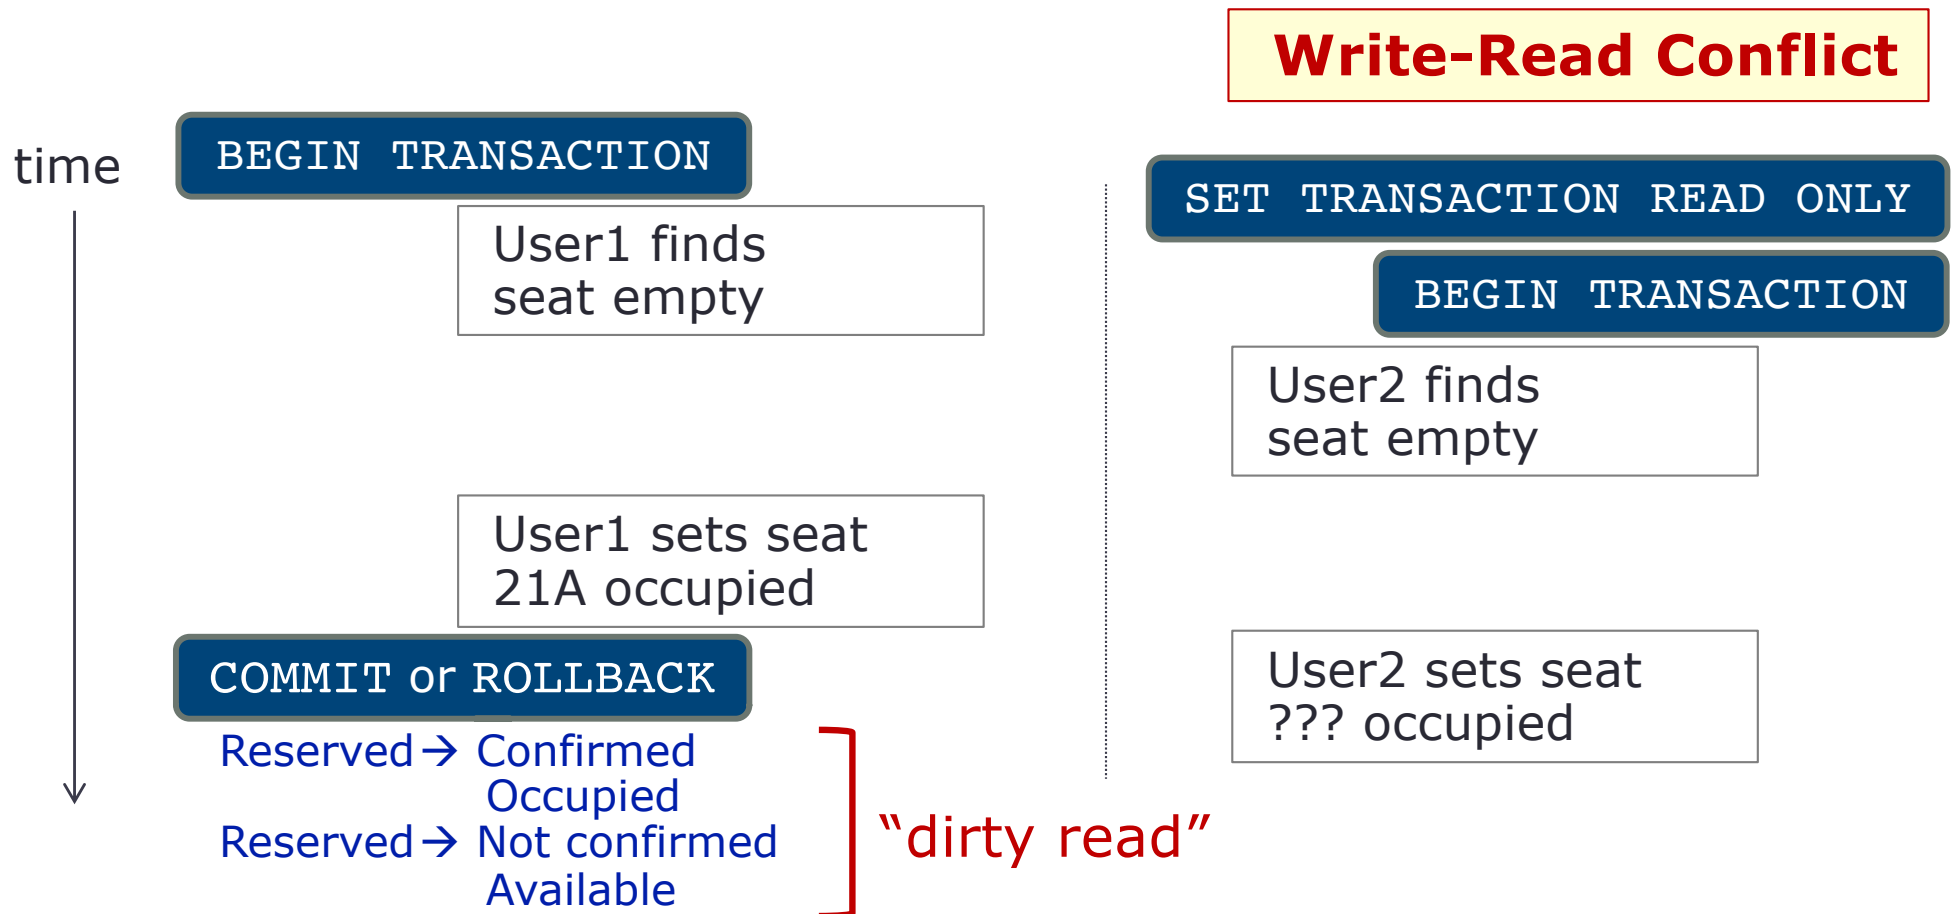 Write-Read Conflict
time
BEGIN TRANSACTION
SET TRANSACTION READ ONLY
User1 finds
seat empty
BEGIN TRANSACTION
User2 finds
seat empty
User1 sets seat
21A occupied
COMMIT or ROLLBACK
User2 sets seat
??? occupied
Reserved → Confirmed
Occupied
Reserved → Not confirmed
Available
“dirty read”